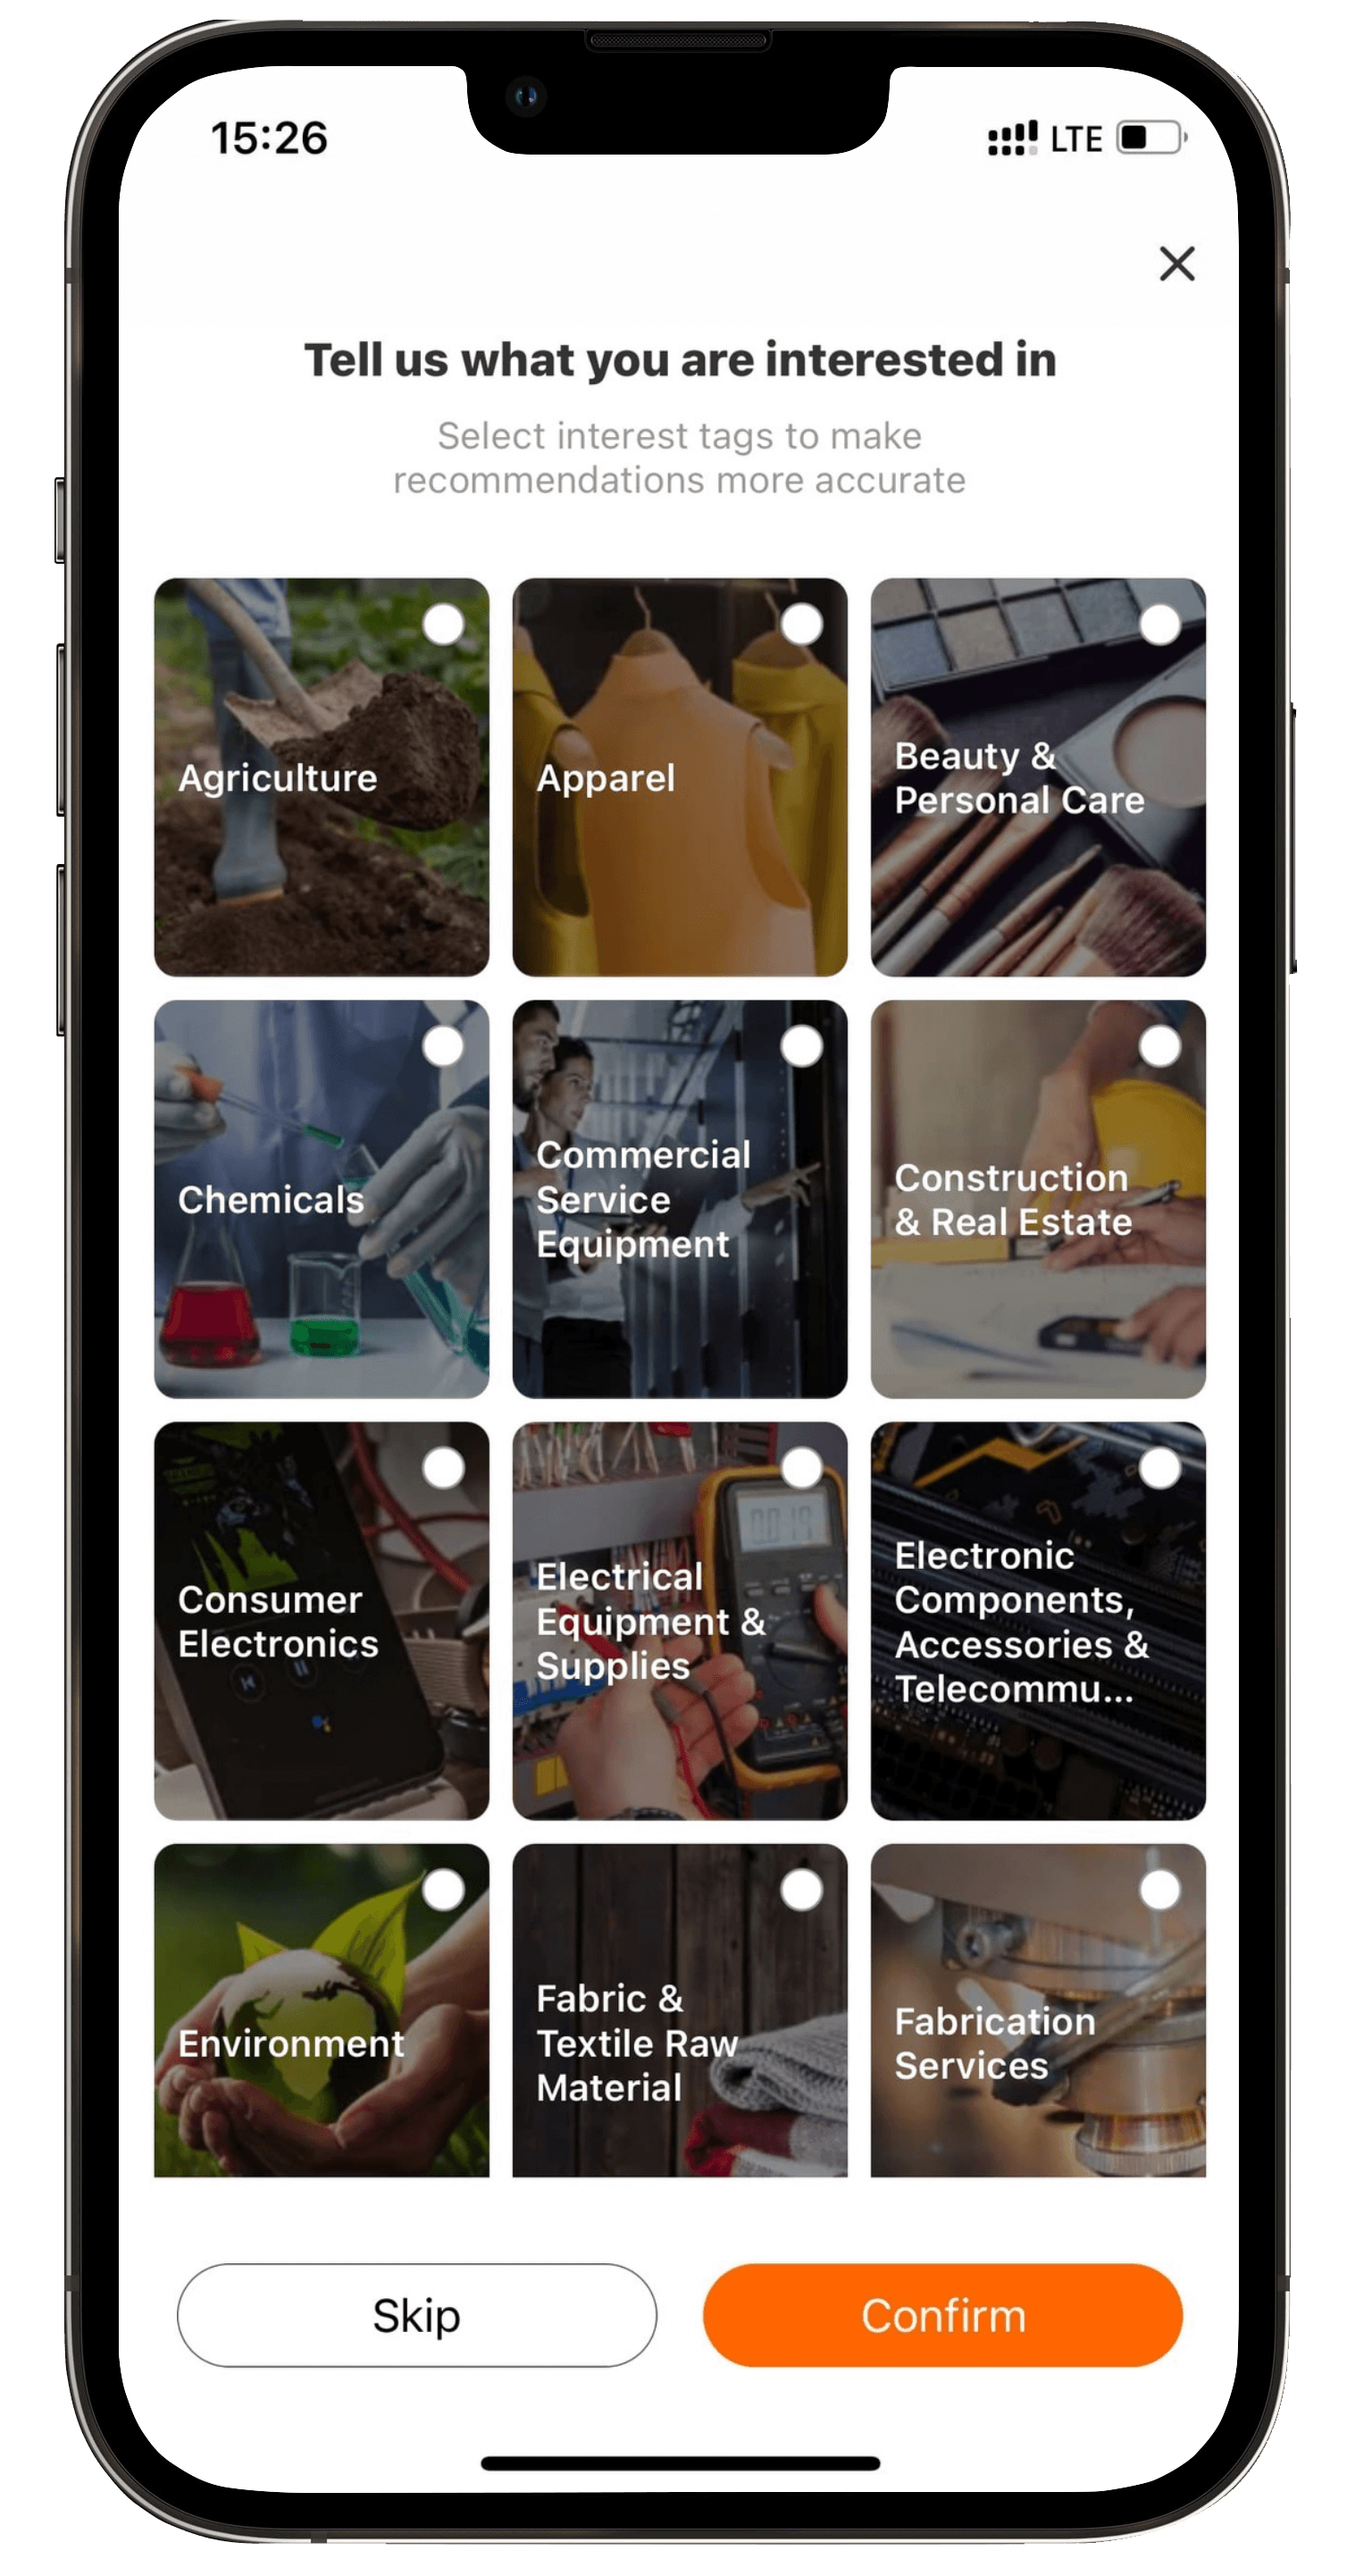 15:26
LTE
Tell us what you are interested in
Select interest tags to make
recommendations more accurate
Agriculture
Apparel
Beauty &
Personal Care
Chemicals
Commercial
Service
Equipment
Construction
& Real Estate
Consumer
Electronics
Electrical
Equipment &
Supplies
Electronic
Components,
Accessories &
Telecommu...
Environment
Fabric &
Textile Raw
Material
Fabrication
Services
Skip
Confirm